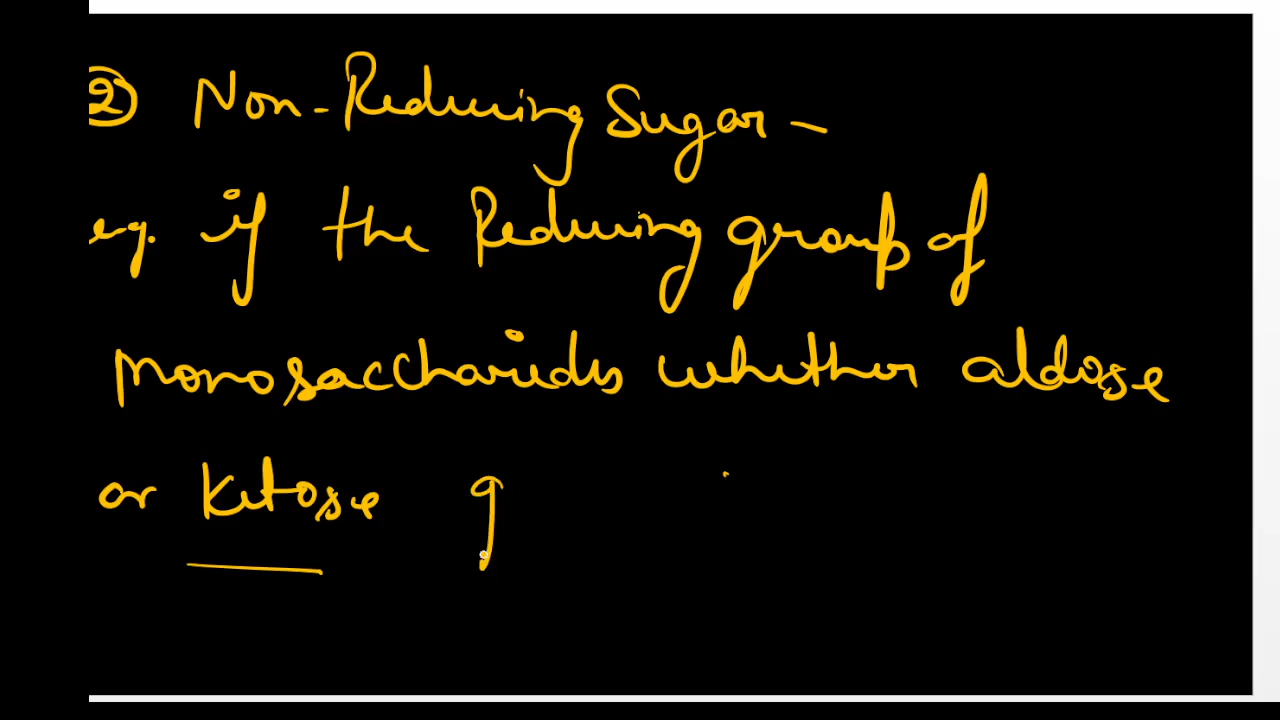 ② Non-Reducing Sugar -
eg. if the Reducing group of
monosaccharides whether aldose
or Ketose g